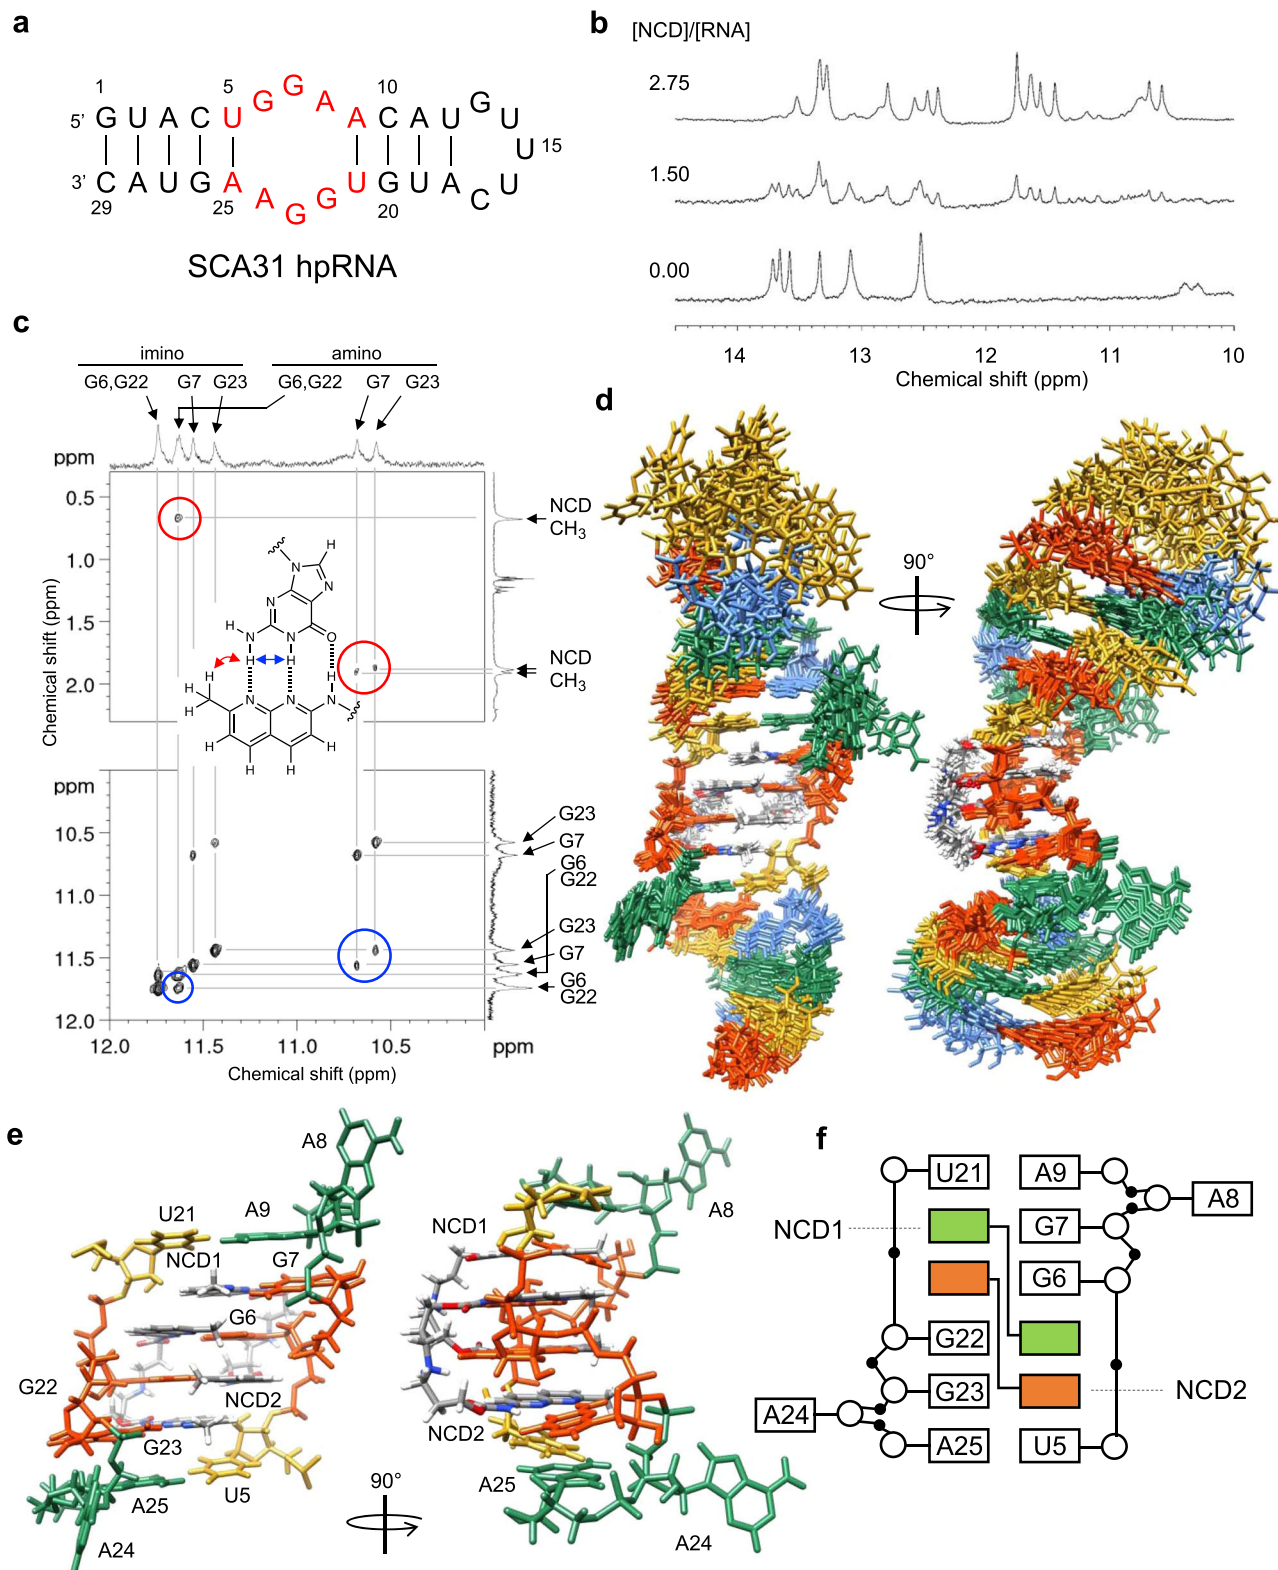 a
1 5 10
5' G U A C U G G A A C A U G U
U 15
3' C A U G A A G G U G U A C U
29 25 20
SCA31 hpRNA
b
[NCD]/[RNA]
2.75
1.50
0.00
14 13 12 11 10
Chemical shift (ppm)
c
imino amino
G6,G22 G7 G23 G6,G22 G7 G23
ppm
0.5
1.0
1.5
2.0
Chemical shift (ppm)
NCD
CH3
NCD
CH3
H
N
N
N
N
H
N
N
O
H
H
H
H
H
C
H
H
N
N
N
H
H
H
H
ppm
10.5
11.0
11.5
12.0
G23
G7
G6
G22
G23
G7
G6
G22
12.0 11.5 11.0 10.5 ppm
Chemical shift (ppm)
d
90°
e
A8
U21
A9
NCD1
G7
G6
G22
NCD2
G23
A25
U5
A24
90°
A8
NCD1
NCD2
A25
A24
f
U21 A9
A8
NCD1
G7
G6
G22
G23
NCD2
A24
A25 U5